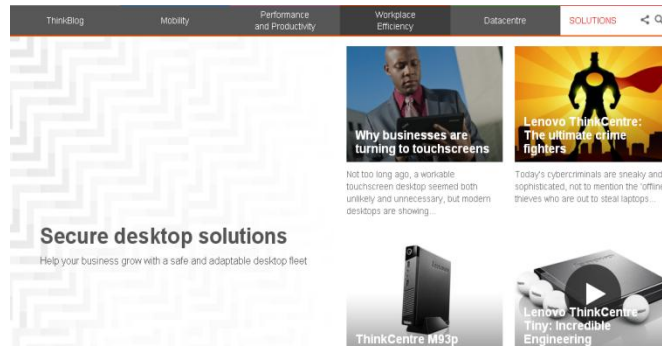 ThinkBlog
Mobility
Performance
and Productivity
Workplace
Efficiency
Datacentre
SOLUTIONS
Secure desktop solutions
Help your business grow with a safe and adaptable desktop fleet
Why businesses are
turning to touchscreens
Not too long ago, a workable
touchscreen desktop seemed both
unlikely and unnecessary, but modern
desktops are showing...
Lenovo ThinkCentre:
The ultimate crime
fighters
Today's cybercriminals are sneaky and
sophisticated, not to mention the 'offline
thieves who are out to steal laptops...
ThinkCentre M93p
Lenovo ThinkCentre
Tiny: Incredible
Engineering